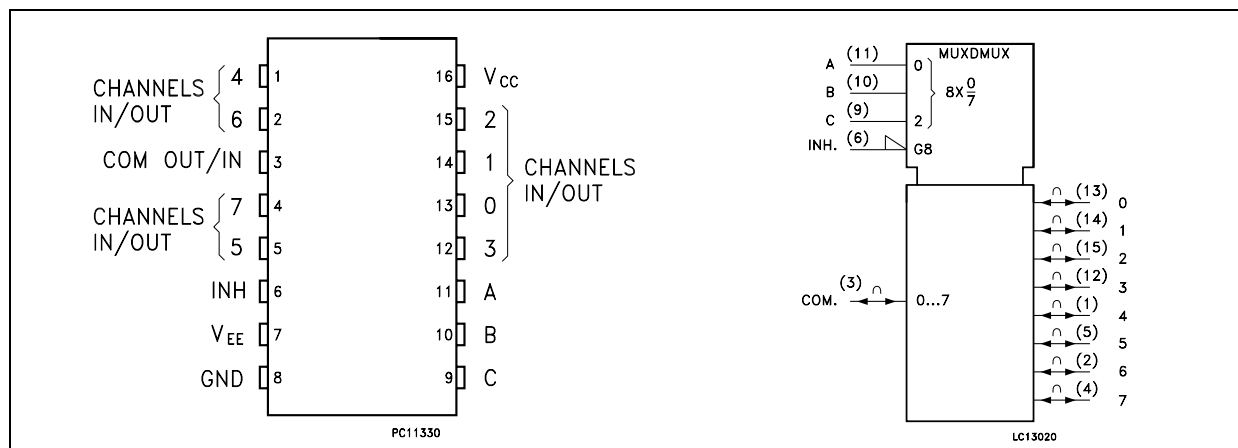 CHANNELS IN/OUT
4 1
6 2
COM OUT/IN 3
CHANNELS IN/OUT
7 4
5 5
INH 6
VEE 7
GND 8
16 VCC
15 2
14 1
13 0
12 3
CHANNELS IN/OUT
11 A
10 B
9 C
PC11330
MUXDMUX
A (11) 0
B (10)
C (9) 2
8X 0/7
INH. (6) G8
COM. (3) ∩ 0...7
∩ (13) 0
∩ (14) 1
∩ (15) 2
∩ (12) 3
∩ (1) 4
∩ (5) 5
∩ (2) 6
∩ (4) 7
LC13020